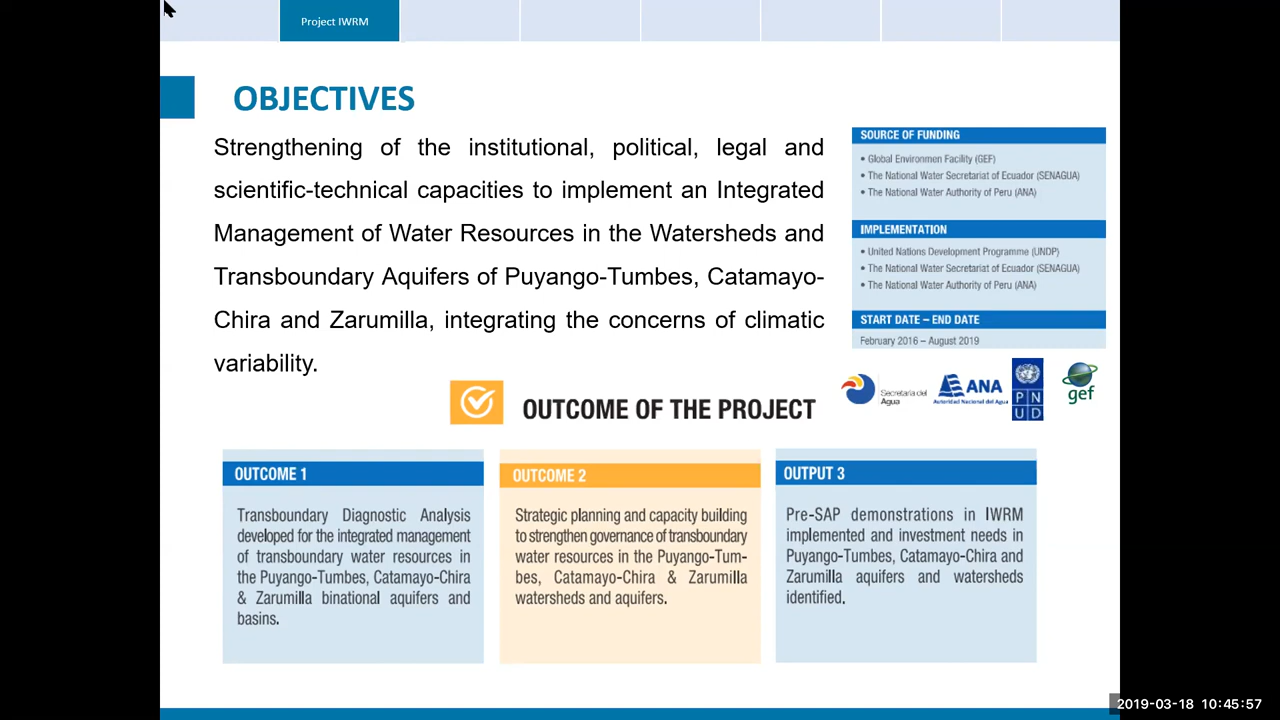 Project IWRM
OBJECTIVES
Strengthening of the institutional, political, legal and
scientific-technical capacities to implement an Integrated
Management of Water Resources in the Watersheds and
Transboundary Aquifers of Puyango-Tumbes, Catamayo-
Chira and Zarumilla, integrating the concerns of climatic
variability.
SOURCE OF FUNDING
• Global Environmen Facility (GEF)
• The National Water Secretariat of Ecuador (SENAGUA)
• The National Water Authority of Peru (ANA)
IMPLEMENTATION
• United Nations Development Programme (UNDP)
• The National Water Secretariat of Ecuador (SENAGUA)
• The National Water Authority of Peru (ANA)
START DATE – END DATE
February 2016 – August 2019
Secretaría del
Agua
ANA
Autoridad Nacional del Agua
P N
U D
gef
OUTCOME OF THE PROJECT
OUTCOME 1
Transboundary Diagnostic Analysis
developed for the integrated management
of transboundary water resources in
the Puyango-Tumbes, Catamayo-Chira
& Zarumilla binational aquifers and
basins.
OUTCOME 2
Strategic planning and capacity building
to strengthen governance of transboundary
water resources in the Puyango-Tum-
bes, Catamayo-Chira & Zarumilla
watersheds and aquifers.
OUTPUT 3
Pre-SAP demonstrations in IWRM
implemented and investment needs in
Puyango-Tumbes, Catamayo-Chira and
Zarumilla aquifers and watersheds
identified.
2019-03-18 10:45:57